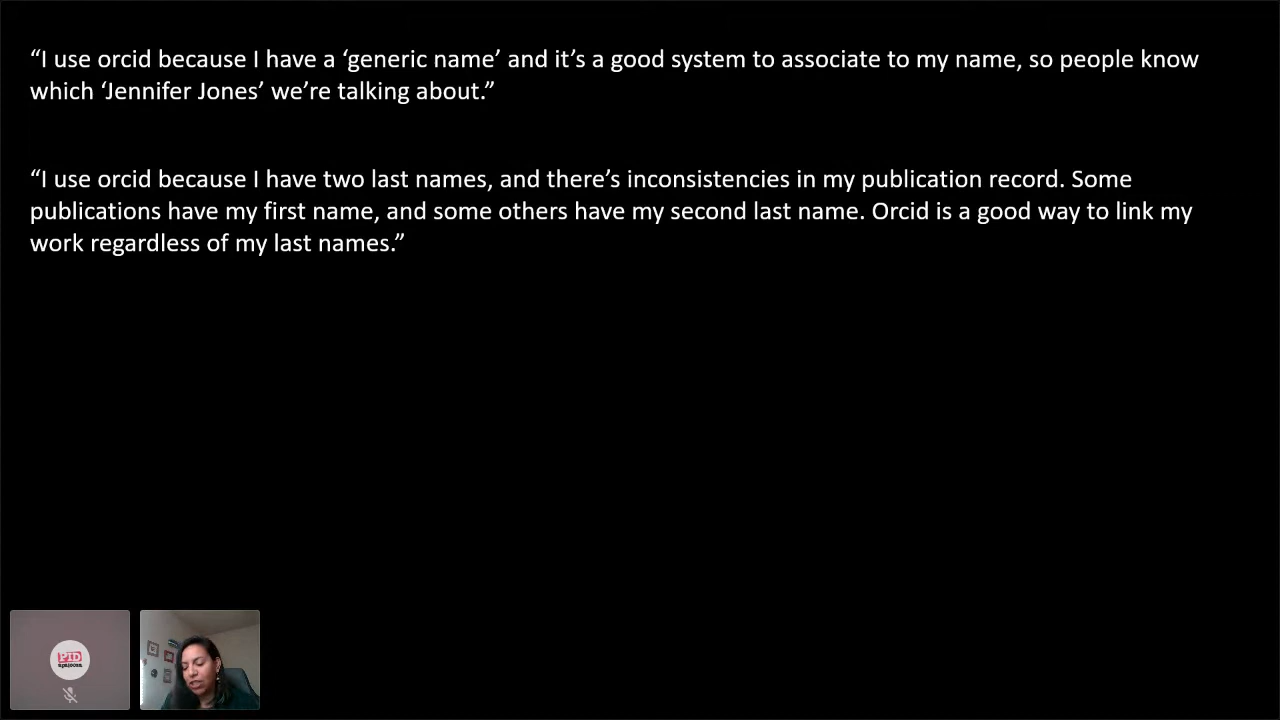 “I use orcid because I have a ‘generic name’ and it’s a good system to associate to my name, so people know
which ‘Jennifer Jones’ we’re talking about.”
“I use orcid because I have two last names, and there’s inconsistencies in my publication record. Some
publications have my first name, and some others have my second last name. Orcid is a good way to link my
work regardless of my last names.”
PID
apalooza